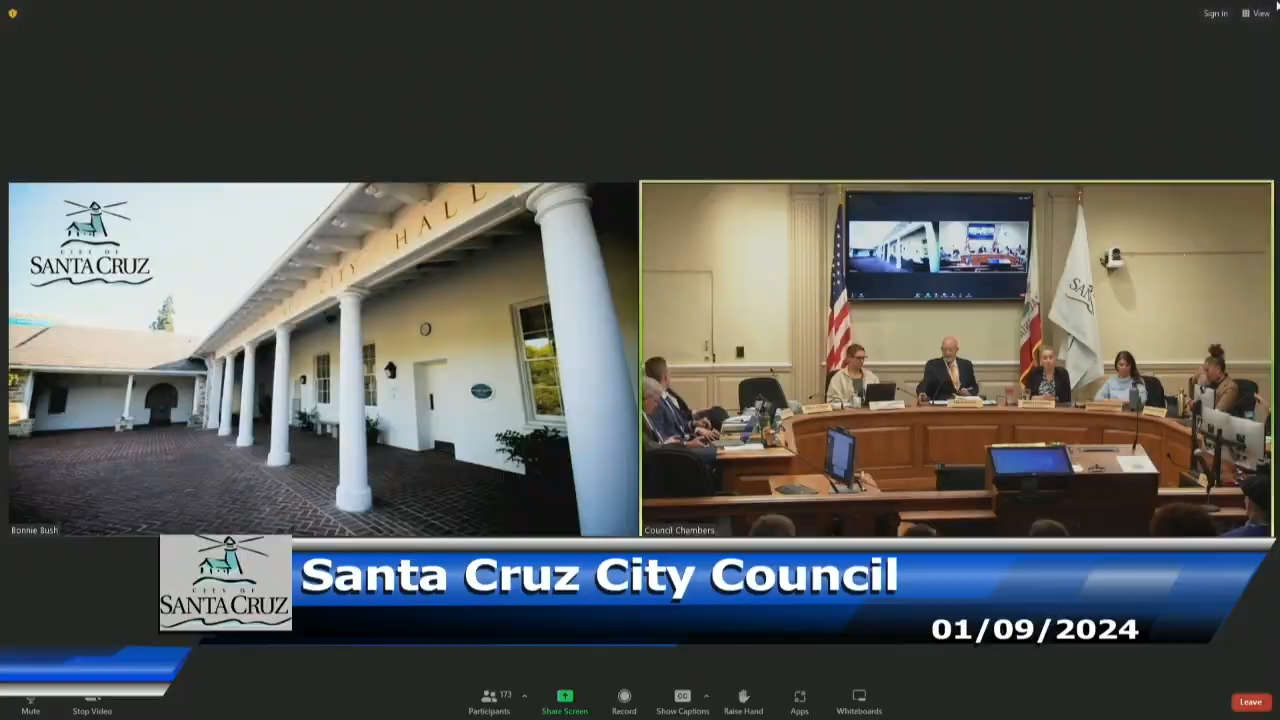 Sign in
View
CITY OF
SANTA CRUZ
CITY HALL
SAN
Bonnie Bush
Council Chambers
CITY OF
SANTA CRUZ
Santa Cruz City Council
01/09/2024
Mute
Stop Video
Participants
173
Share Screen
CC
Show Captions
Record
Raise Hand
Apps
Whiteboards
Leave